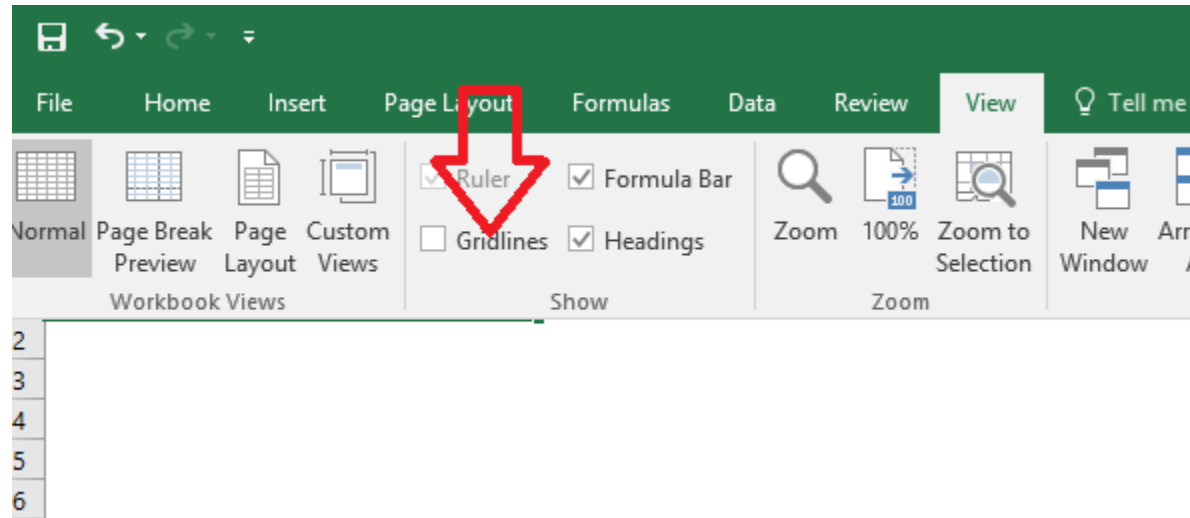 File Home Insert Page Layout Formulas Data Review View Tell me
Ruler Formula Bar
100
Normal Page Break Page Custom Gridlines Headings Zoom 100% Zoom to New Arr
Preview Layout Views Selection Window
Workbook Views Show Zoom
2
3
4
5
6